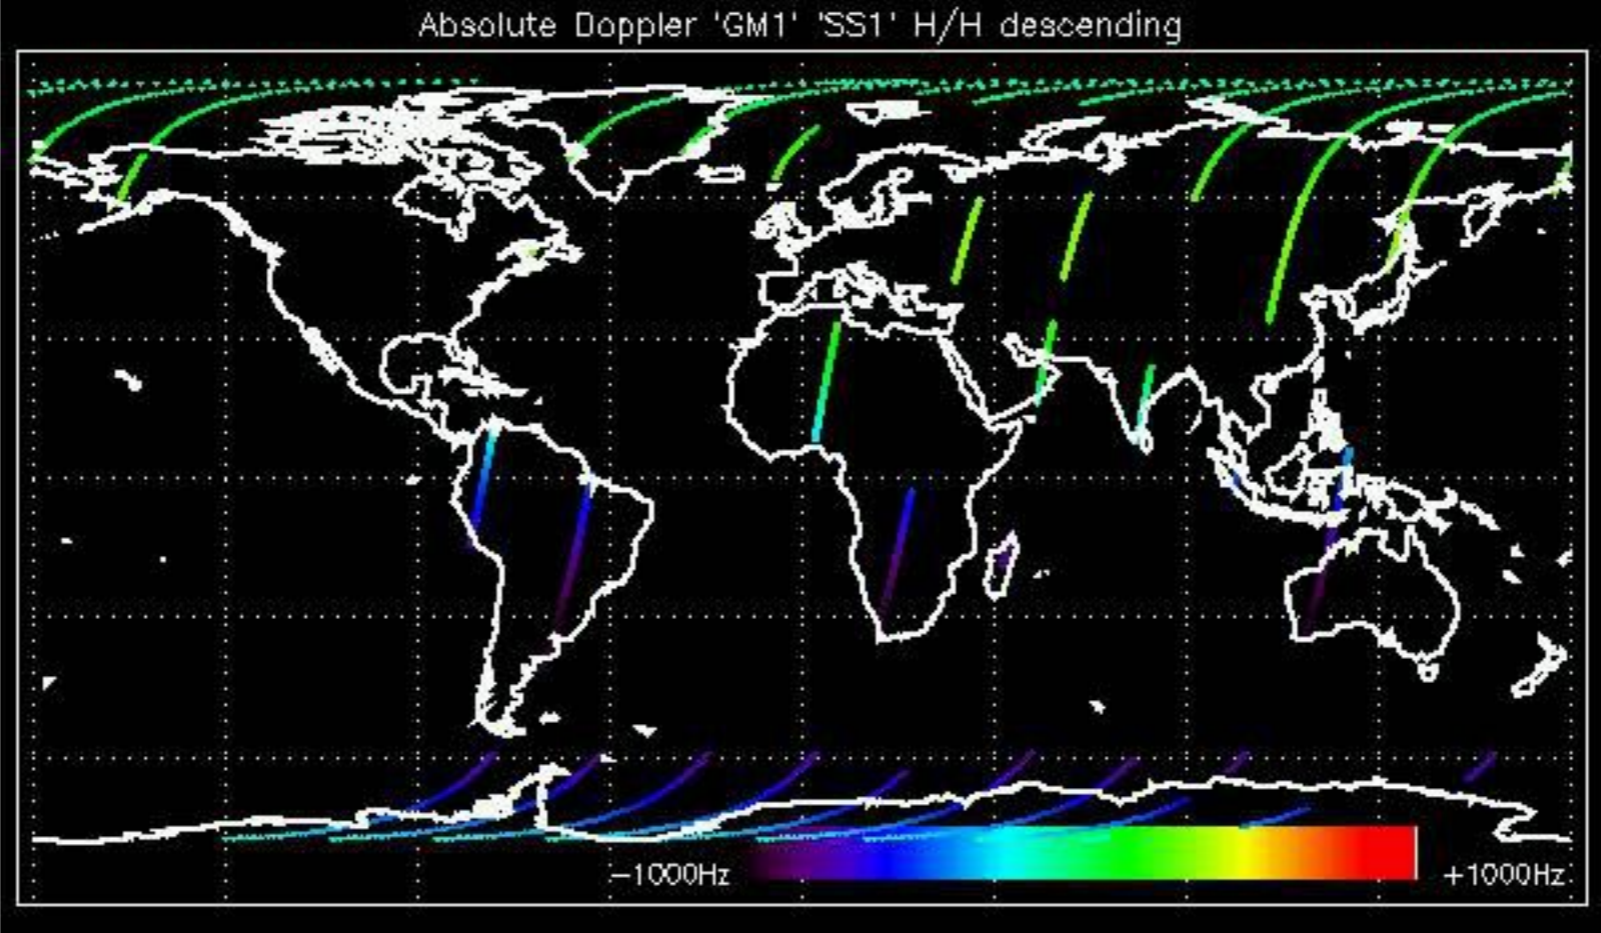 Absolute Doppler 'GM1' 'SS1' H/H descending
−1000Hz +1000Hz